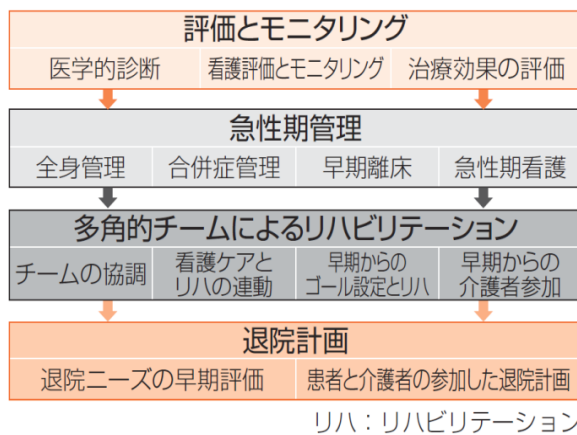 評価とモニタリング
医学的診断 看護評価とモニタリング 治療効果の評価
急性期管理
全身管理 合併症管理 早期離床 急性期看護
多角的チームによるリハビリテーション
チームの協調
看護ケアと
リハの連動
早期からの
ゴール設定とリハ
早期からの
介護者参加
退院計画
退院ニーズの早期評価 患者と介護者の参加した退院計画
リハ：リハビリテーション